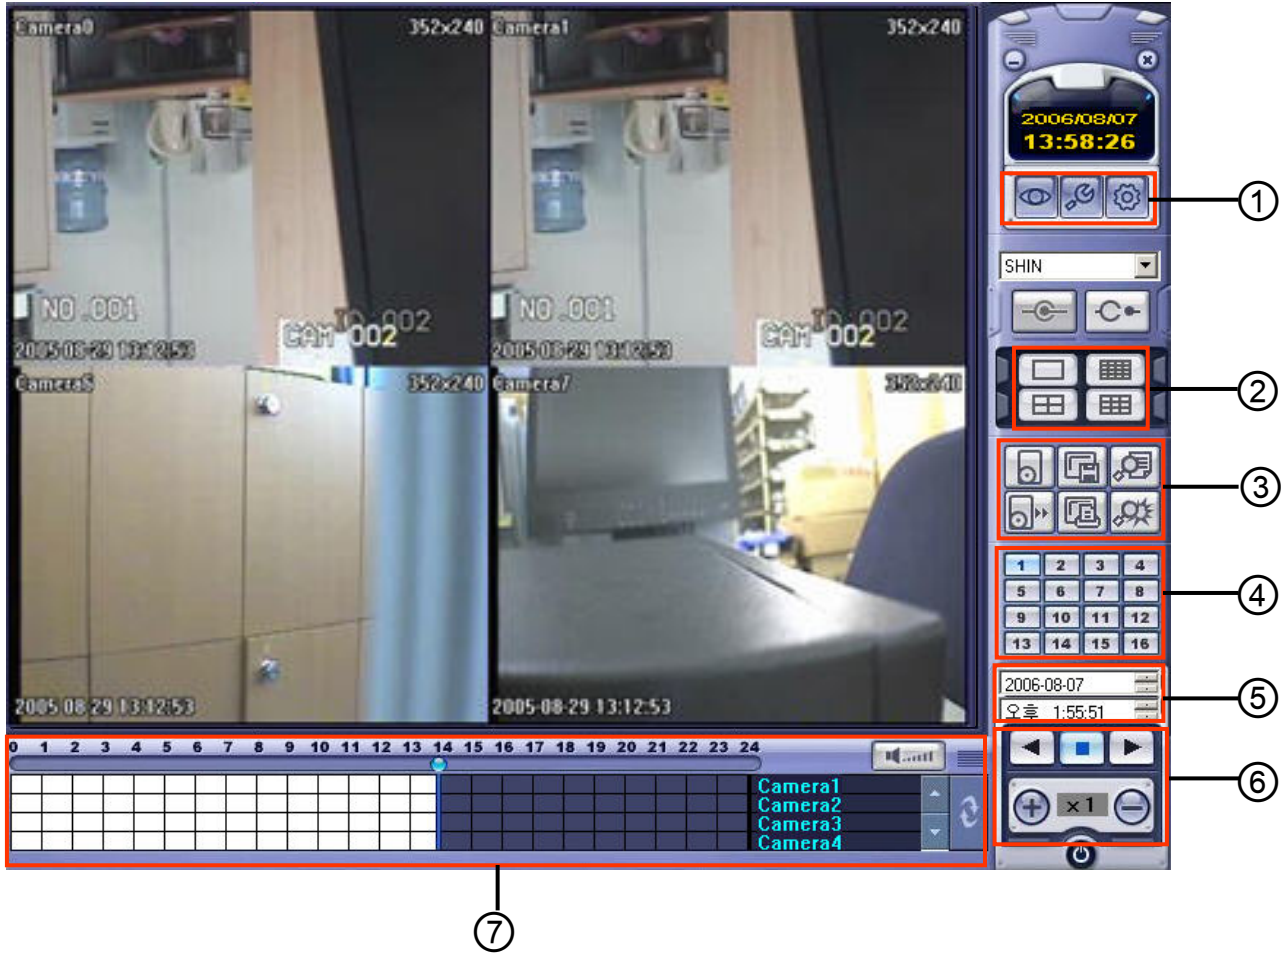 Camera0 352x240
NO.001
ID 002
CAM 002
2005-08-29 13:12:53
Camera1 352x240
NO.001
ID 002
CAM 002
2005-08-29 13:12:53
352x240
2005-08-29 13:12:53
Camera7 352x240
2005-08-29 13:12:53
2006/08/07
13:58:26
①
SHIN
②
③
1 2 3 4
5 6 7 8
9 10 11 12
13 14 15 16
④
2006-08-07
오후 1:55:51
⑤
x1
⑥
0 1 2 3 4 5 6 7 8 9 10 11 12 13 14 15 16 17 18 19 20 21 22 23 24
Camera1
Camera2
Camera3
Camera4
⑦